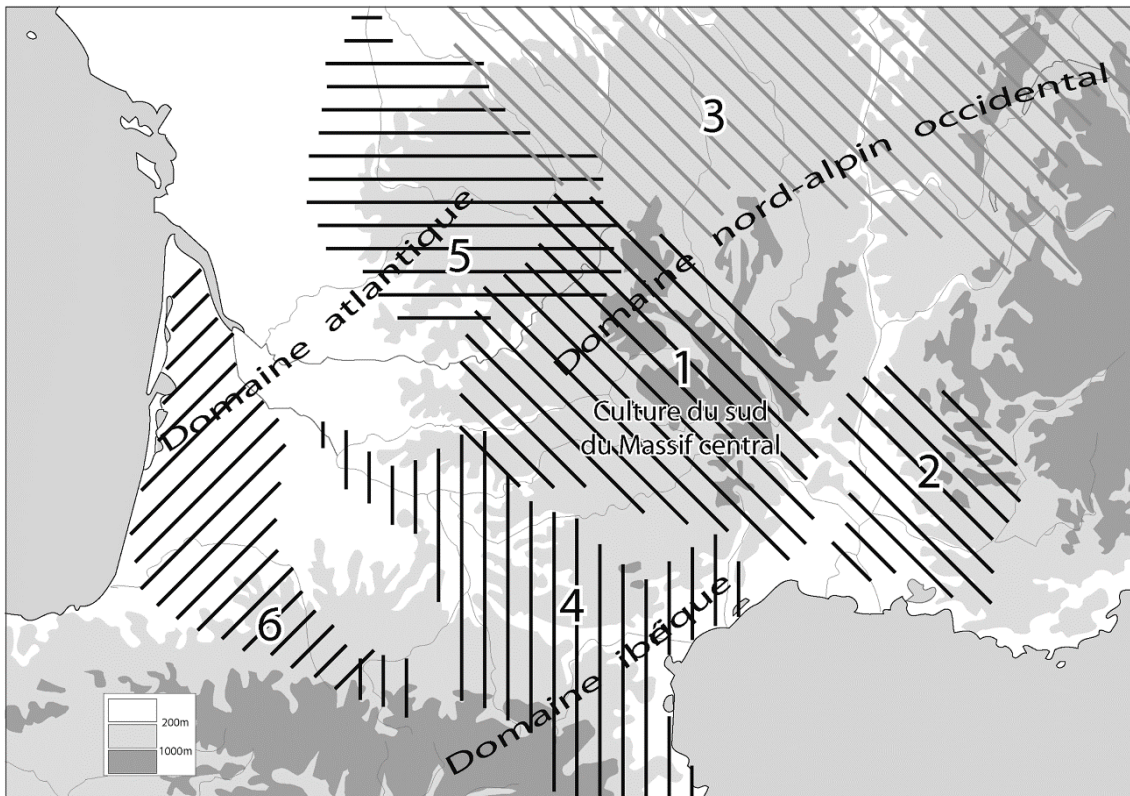 3
Domaine nord-alpin occidental
5
Domaine atlantique
1
Culture du sud
du Massif central
2
4
Domaine ibérique
6
200m
1000m